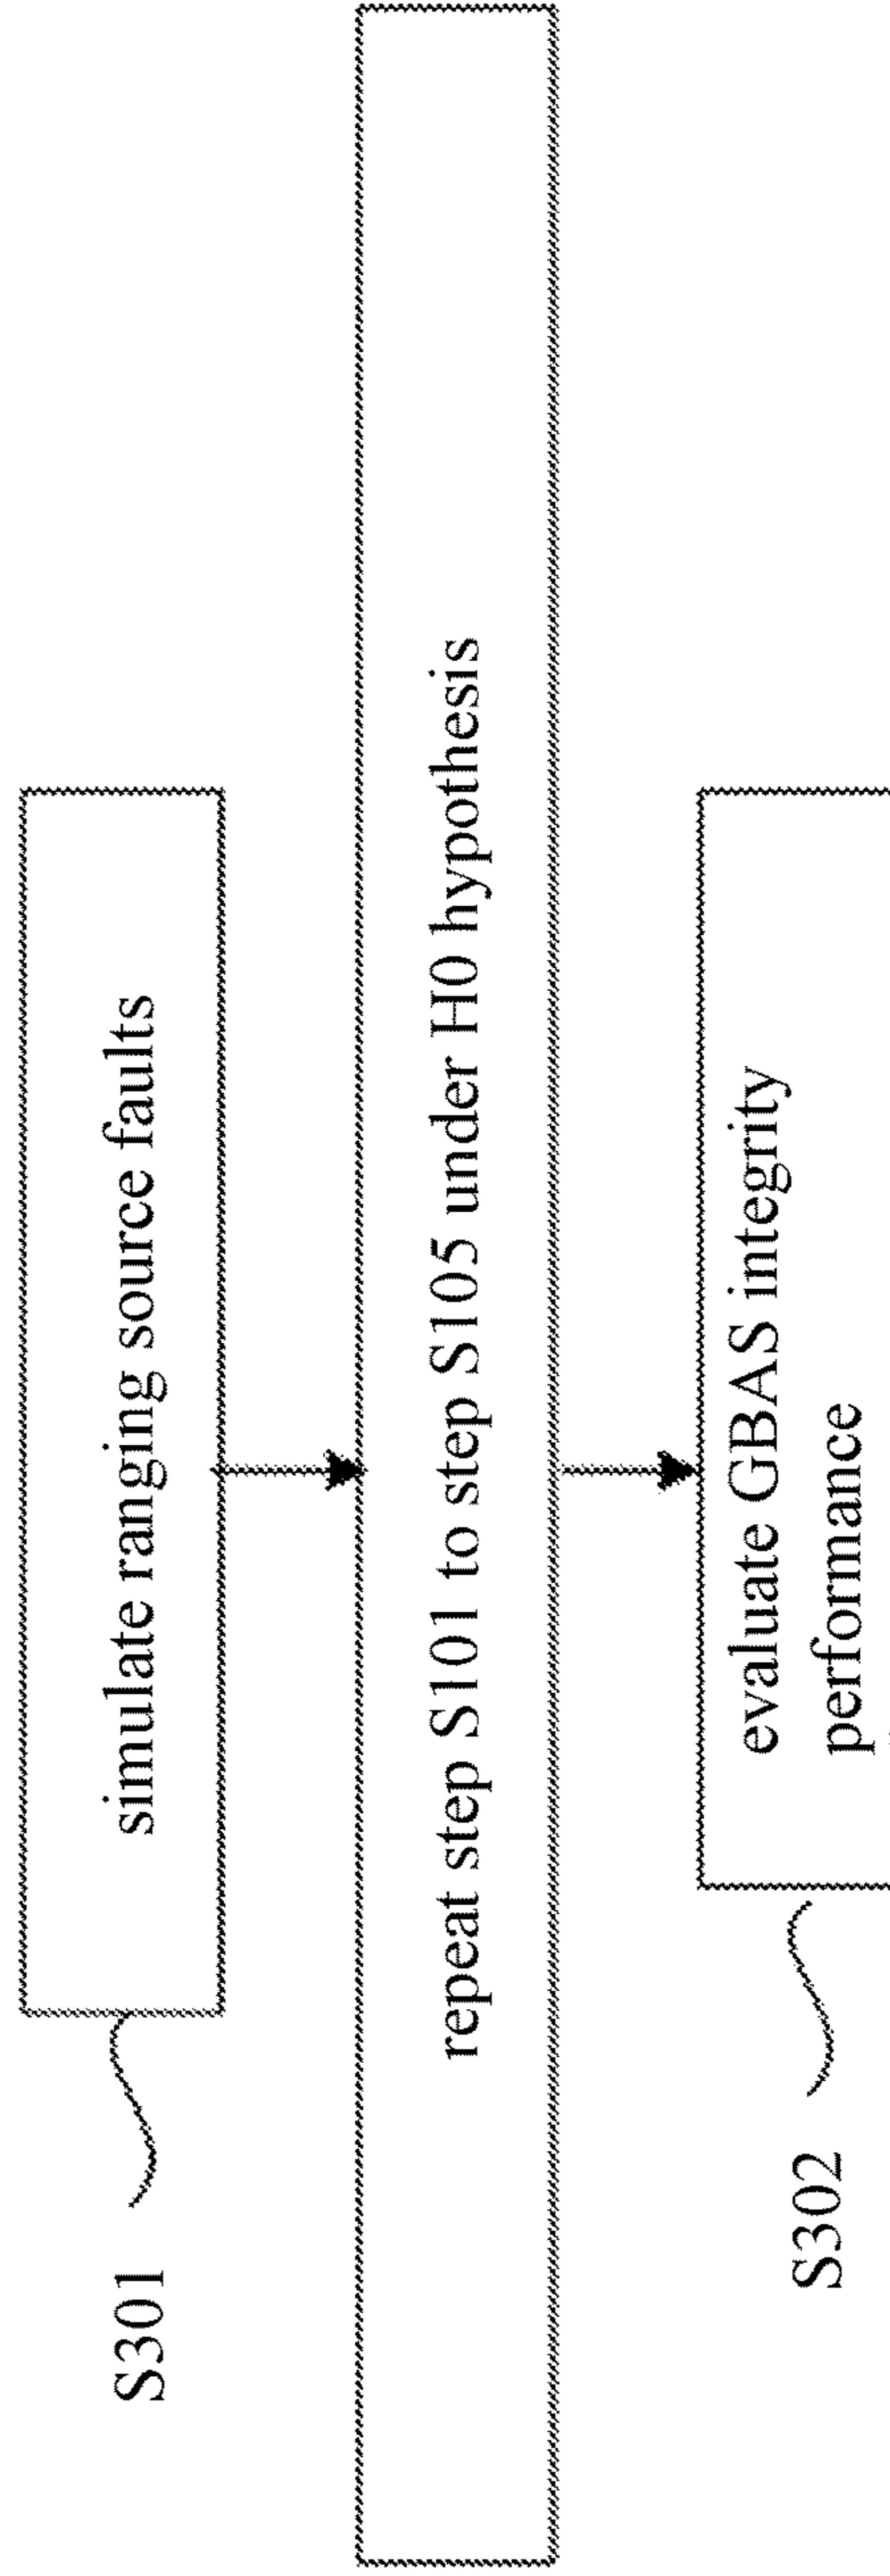 simulate ranging source faults
S301
repeat step S101 to step S105 under H0 hypothesis
evaluate GBAS integrity
performance
S302